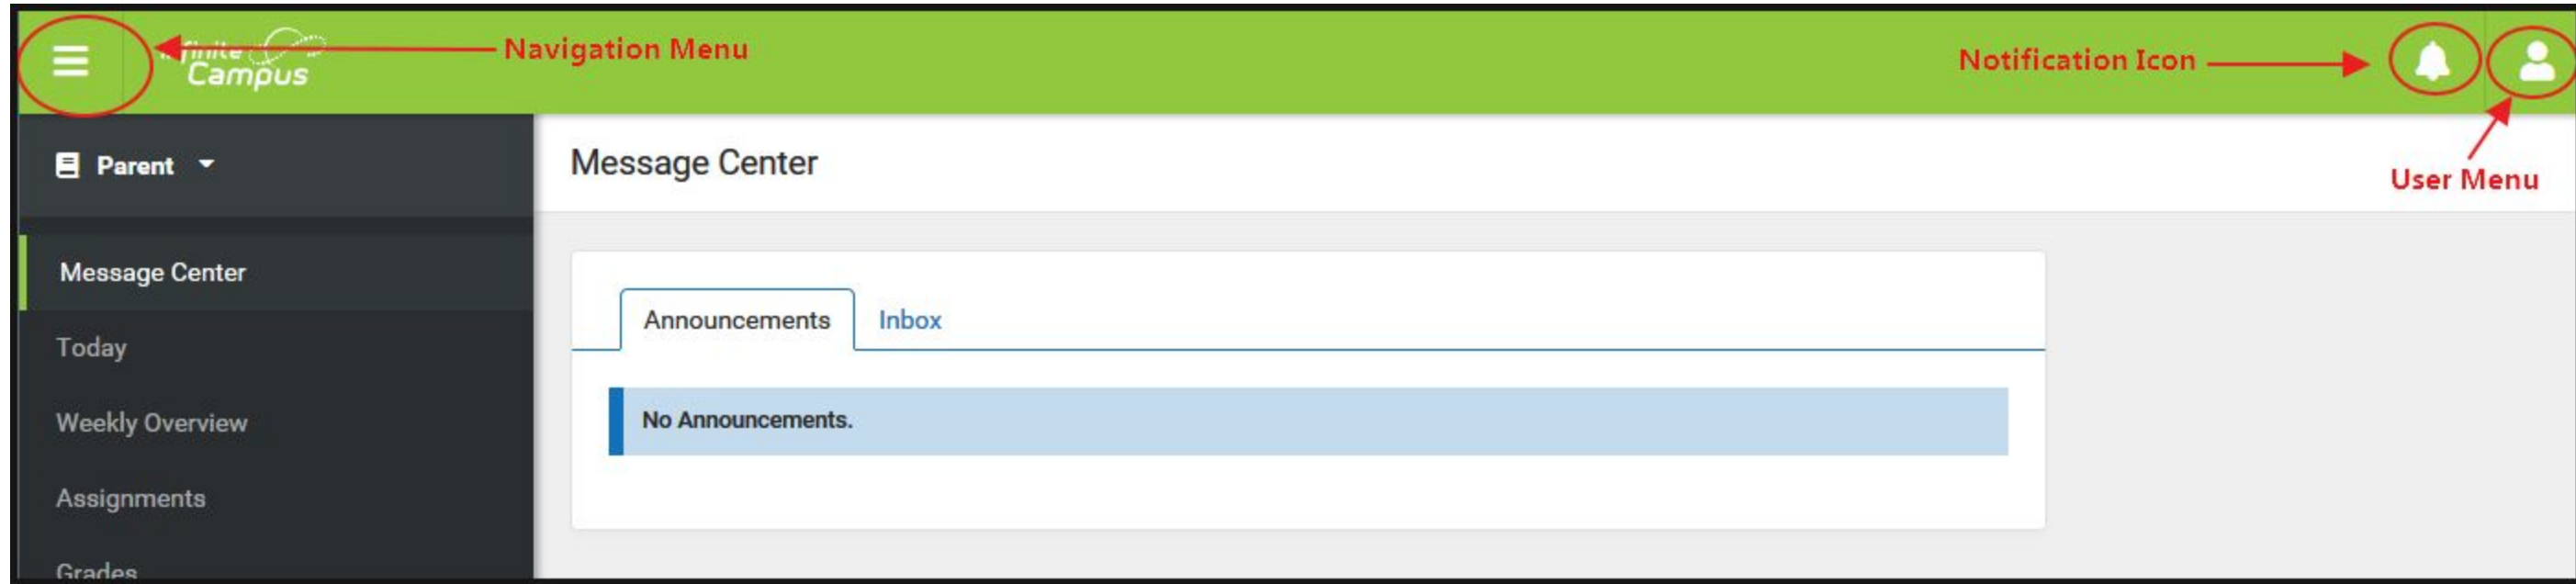 Campus
Navigation Menu
Notification Icon
Parent
Message Center
User Menu
Message Center
Today
Weekly Overview
Assignments
Grades
Announcements
Inbox
No Announcements.